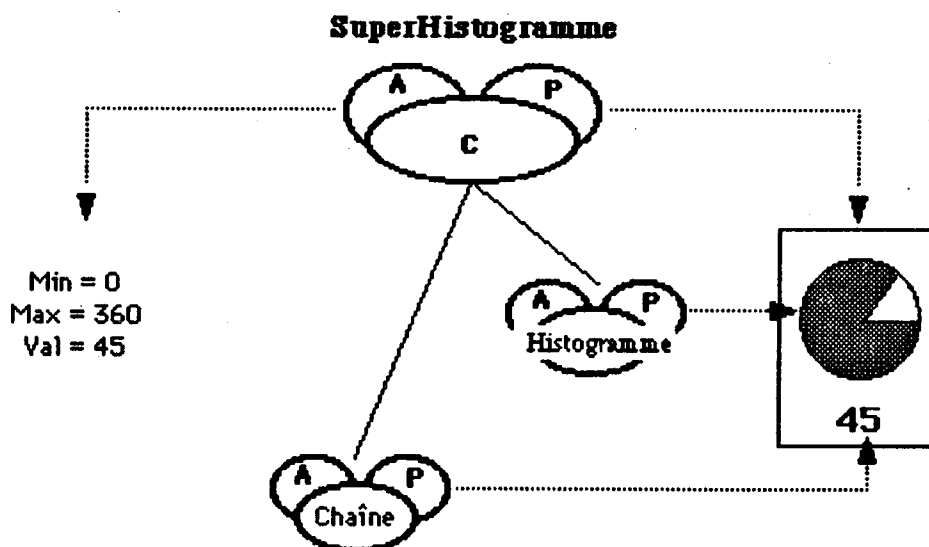 SuperHistogramme
A
P
C
Min = 0
Max = 360
Val = 45
A
P
Histogramme
45
A
P
Chaîne